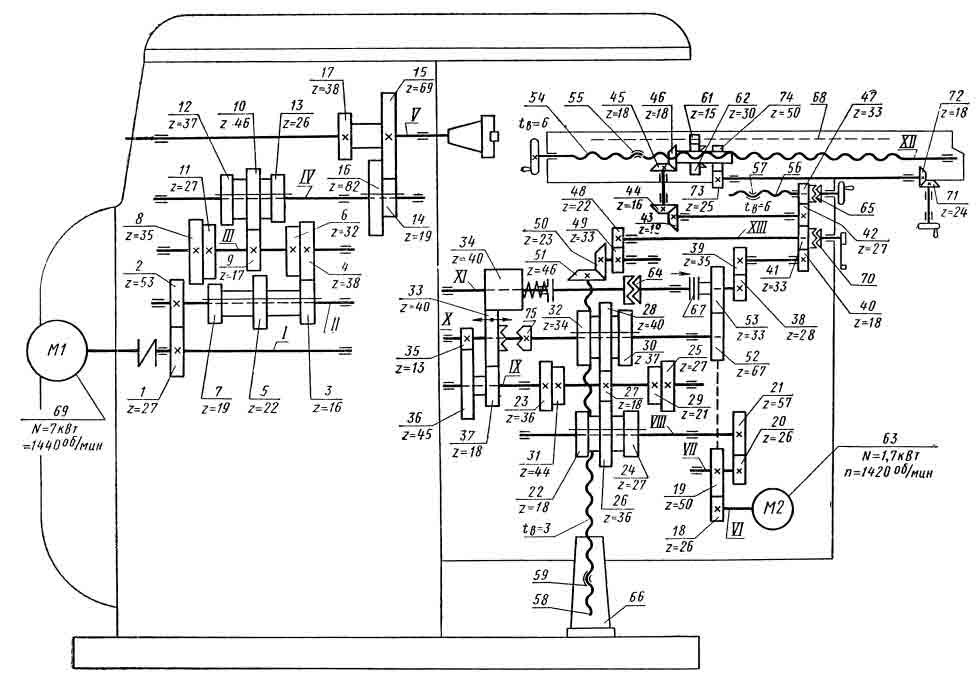 17
z=38
15
z=69
V
12
z=37
10
z=46
13
z=26
IV
16
z=82
14
z=19
11
z=27
8
z=35
III
9
z=17
6
z=32
4
z=38
2
z=53
II
I
М1
1
z=27
7
z=19
5
z=22
3
z=16
69
N=7кВт
=1440об/мин
54
55
z=18
45
z=18
46
z=18
61
z=15
62
z=30
74
z=50
68
47
z=33
72
z=18
tв=6
XII
57
56
tв=6
65
71
z=24
73
z=25
44
z=16
43
48
z=22
49
z=33
50
z=23
51
z=46
XIII
42
z=27
70
41
z=33
40
z=18
39
z=35
38
z=28
34
z=40
XI
33
z=40
X
75
64
67
32
z=34
28
z=40
30
z=37
53
z=33
52
z=67
35
z=13
IX
36
z=45
37
z=18
23
z=36
31
z=44
27
z=18
25
z=27
29
z=21
VIII
22
z=18
24
z=27
26
z=36
21
z=57
20
z=26
VII
19
z=50
18
z=26
VI
М2
63
N=1,7кВт
n=1420об/мин
tв=3
59
58
66